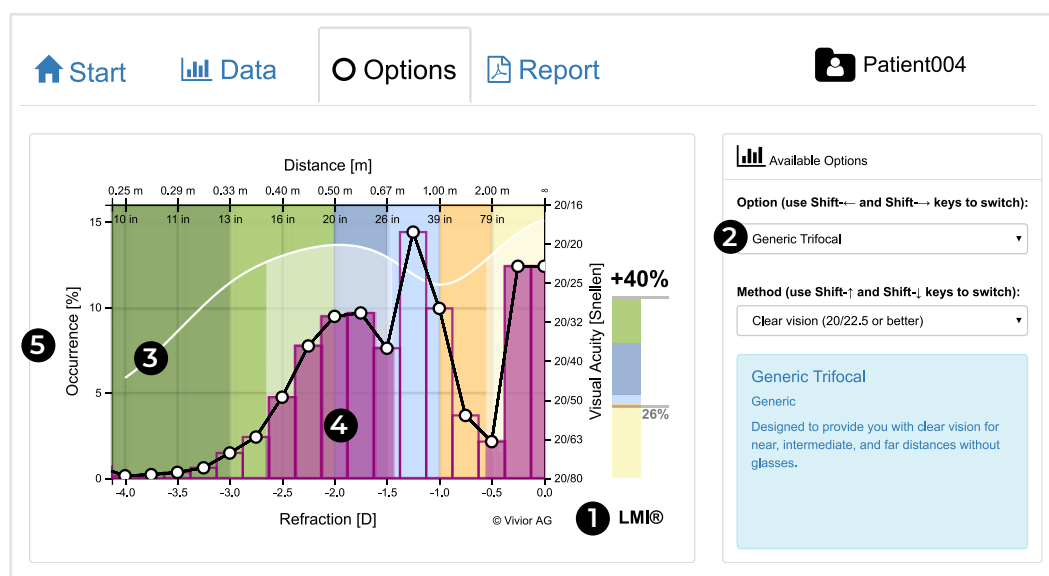 Start Data Options Report Patient004
Distance [m]
0.25 m 0.29 m 0.33 m 0.40 m 0.50 m 0.67 m 1.00 m 2.00 m ∞
10 in 11 in 13 in 16 in 20 in 26 in 39 in 79 in
20/16
15
20/20
20/25
10
20/32
20/40
5
20/50
20/63
0
20/80
-4.0 -3.5 -3.0 -2.5 -2.0 -1.5 -1.0 -0.5 0.0
Refraction [D]
© Vivior AG
Occurrence [%]
Visual Acuity [Snellen]
5
3
4
+40%
26%
1 LMI®
Available Options
Option (use Shift-← and Shift-→ keys to switch):
2 Generic Trifocal
Method (use Shift-↑ and Shift-↓ keys to switch):
Clear vision (20/22.5 or better)
Generic Trifocal
Generic
Designed to provide you with clear vision for
near, intermediate, and far distances without
glasses.